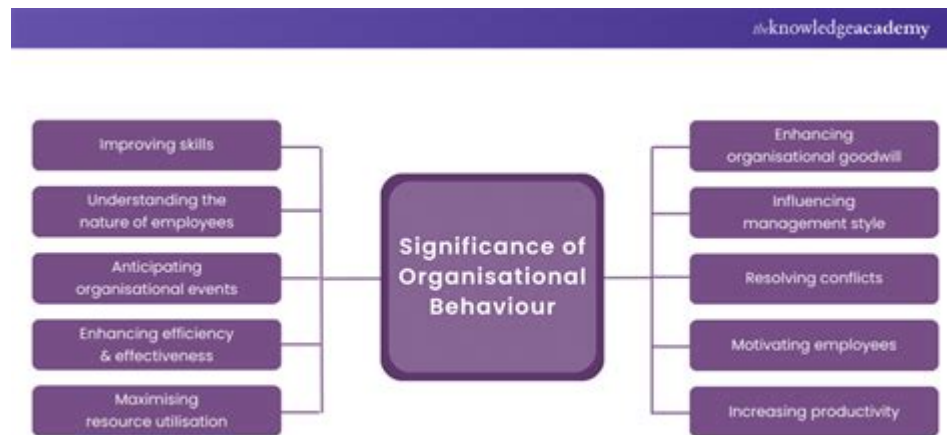 theknowledgeacademy
Improving skills
Understanding the
nature of employees
Anticipating
organisational events
Enhancing efficiency
& effectiveness
Maximising
resource utilisation
Significance of
Organisational
Behaviour
Enhancing
organisational goodwill
Influencing
management style
Resolving conflicts
Motivating employees
Increasing productivity